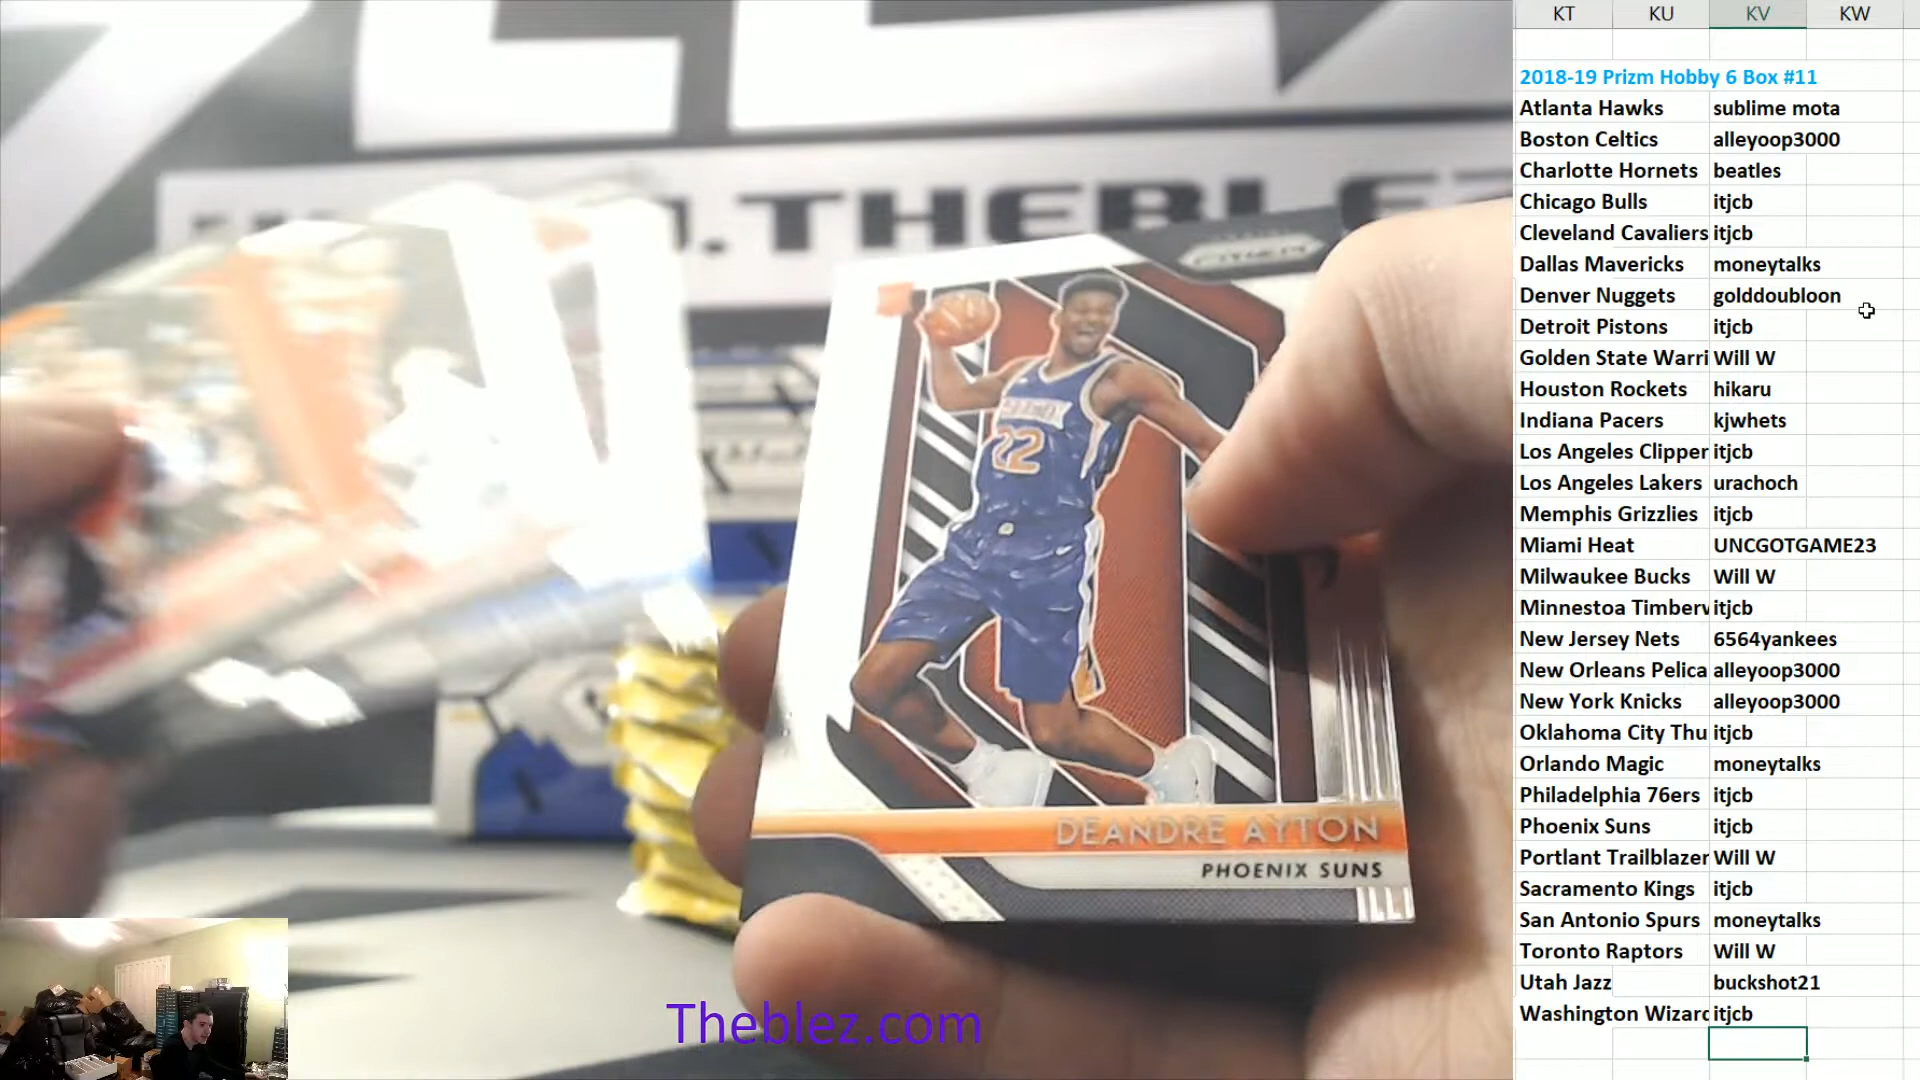 KT KU KV KW
2018-19 Prizm Hobby 6 Box #11
Atlanta Hawks sublime mota
Boston Celtics alleyoop3000
Charlotte Hornets beatles
Chicago Bulls itjcb
Cleveland Cavaliers itjcb
Dallas Mavericks moneytalks
Denver Nuggets golddoubloon
Detroit Pistons itjcb
Golden State Warri Will W
Houston Rockets hikaru
Indiana Pacers kjwhets
Los Angeles Clipper itjcb
Los Angeles Lakers urachoch
Memphis Grizzlies itjcb
Miami Heat UNCGOTGAME23
Milwaukee Bucks Will W
Minnestoa Timberv itjcb
New Jersey Nets 6564yankees
New Orleans Pelica alleyoop3000
New York Knicks alleyoop3000
Oklahoma City Thu itjcb
Orlando Magic moneytalks
Philadelphia 76ers itjcb
Phoenix Suns itjcb
Portlant Trailblazer Will W
Sacramento Kings itjcb
San Antonio Spurs moneytalks
Toronto Raptors Will W
Utah Jazz buckshot21
Washington Wizard itjcb
.THEBLEZ
PRIZM
22
DEANDRE AYTON
PHOENIX SUNS
Theblez.com